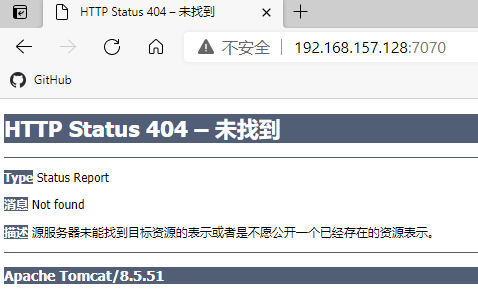 HTTP Status 404 – 未找到
不安全 | 192.168.157.128:7070
GitHub
HTTP Status 404 – 未找到
Type Status Report
消息 Not found
描述 源服务器未能找到目标资源的表示或者是不愿公开一个已经存在的资源表示。
Apache Tomcat/8.5.51